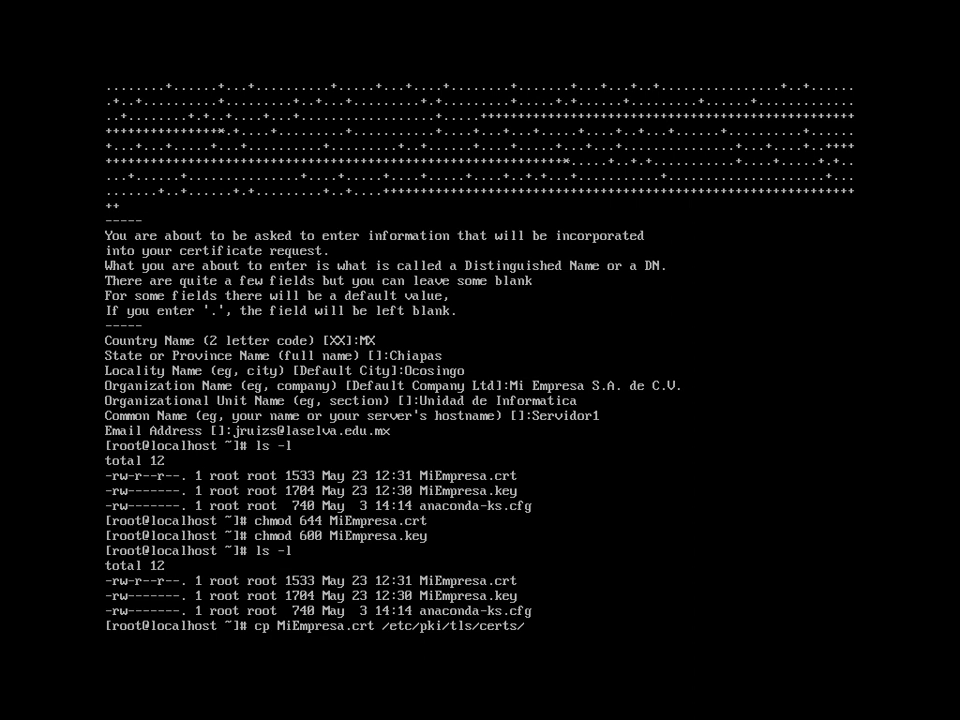 ........+......+...+..........+.....+...+....+........+.......+...+...+..+................+..+......
.+..+..........+.........+..+...+.........+.+........+.....+.+......+.........+......+.............
..+........+.+..+....+...+..................+.....++++++++++++++++++++++++++++++++++++++++++++++++++
++++++++++++++++*.+....+.........+............+....+...+...+.....+....+..+...+......+..........+......
+...+...+.....+...+..........+.........+..+......+....+.....+...+..+...............+...+....+..++++
+++++++++++++++++++++++++++++++++++++++++++++++++++++++++++++*.....+..+.+...........+....+.....+.+..
...+......+...............+....+.....+....+.....+....+..+.+...+...........+.....................+...
.......+..+......+.+.........+..+....+++++++++++++++++++++++++++++++++++++++++++++++++++++++++++++++
++
-----
You are about to be asked to enter information that will be incorporated
into your certificate request.
What you are about to enter is what is called a Distinguished Name or a DN.
There are quite a few fields but you can leave some blank
For some fields there will be a default value,
If you enter '.', the field will be left blank.
-----
Country Name (2 letter code) [XX]:MX
State or Province Name (full name) []:Chiapas
Locality Name (eg, city) [Default City]:Ocosingo
Organization Name (eg, company) [Default Company Ltd]:Mi Empresa S.A. de C.V.
Organizational Unit Name (eg, section) []:Unidad de Informatica
Common Name (eg, your name or your server's hostname) []:Servidor1
Email Address []:jruizs@laselva.edu.mx
[root@localhost ~]# ls -l
total 12
-rw-r--r--. 1 root root 1533 May 23 12:31 MiEmpresa.crt
-rw-------. 1 root root 1704 May 23 12:30 MiEmpresa.key
-rw-------. 1 root root  740 May  3 14:14 anaconda-ks.cfg
[root@localhost ~]# chmod 644 MiEmpresa.crt
[root@localhost ~]# chmod 600 MiEmpresa.key
[root@localhost ~]# ls -l
total 12
-rw-r--r--. 1 root root 1533 May 23 12:31 MiEmpresa.crt
-rw-------. 1 root root 1704 May 23 12:30 MiEmpresa.key
-rw-------. 1 root root  740 May  3 14:14 anaconda-ks.cfg
[root@localhost ~]# cp MiEmpresa.crt /etc/pki/tls/certs/